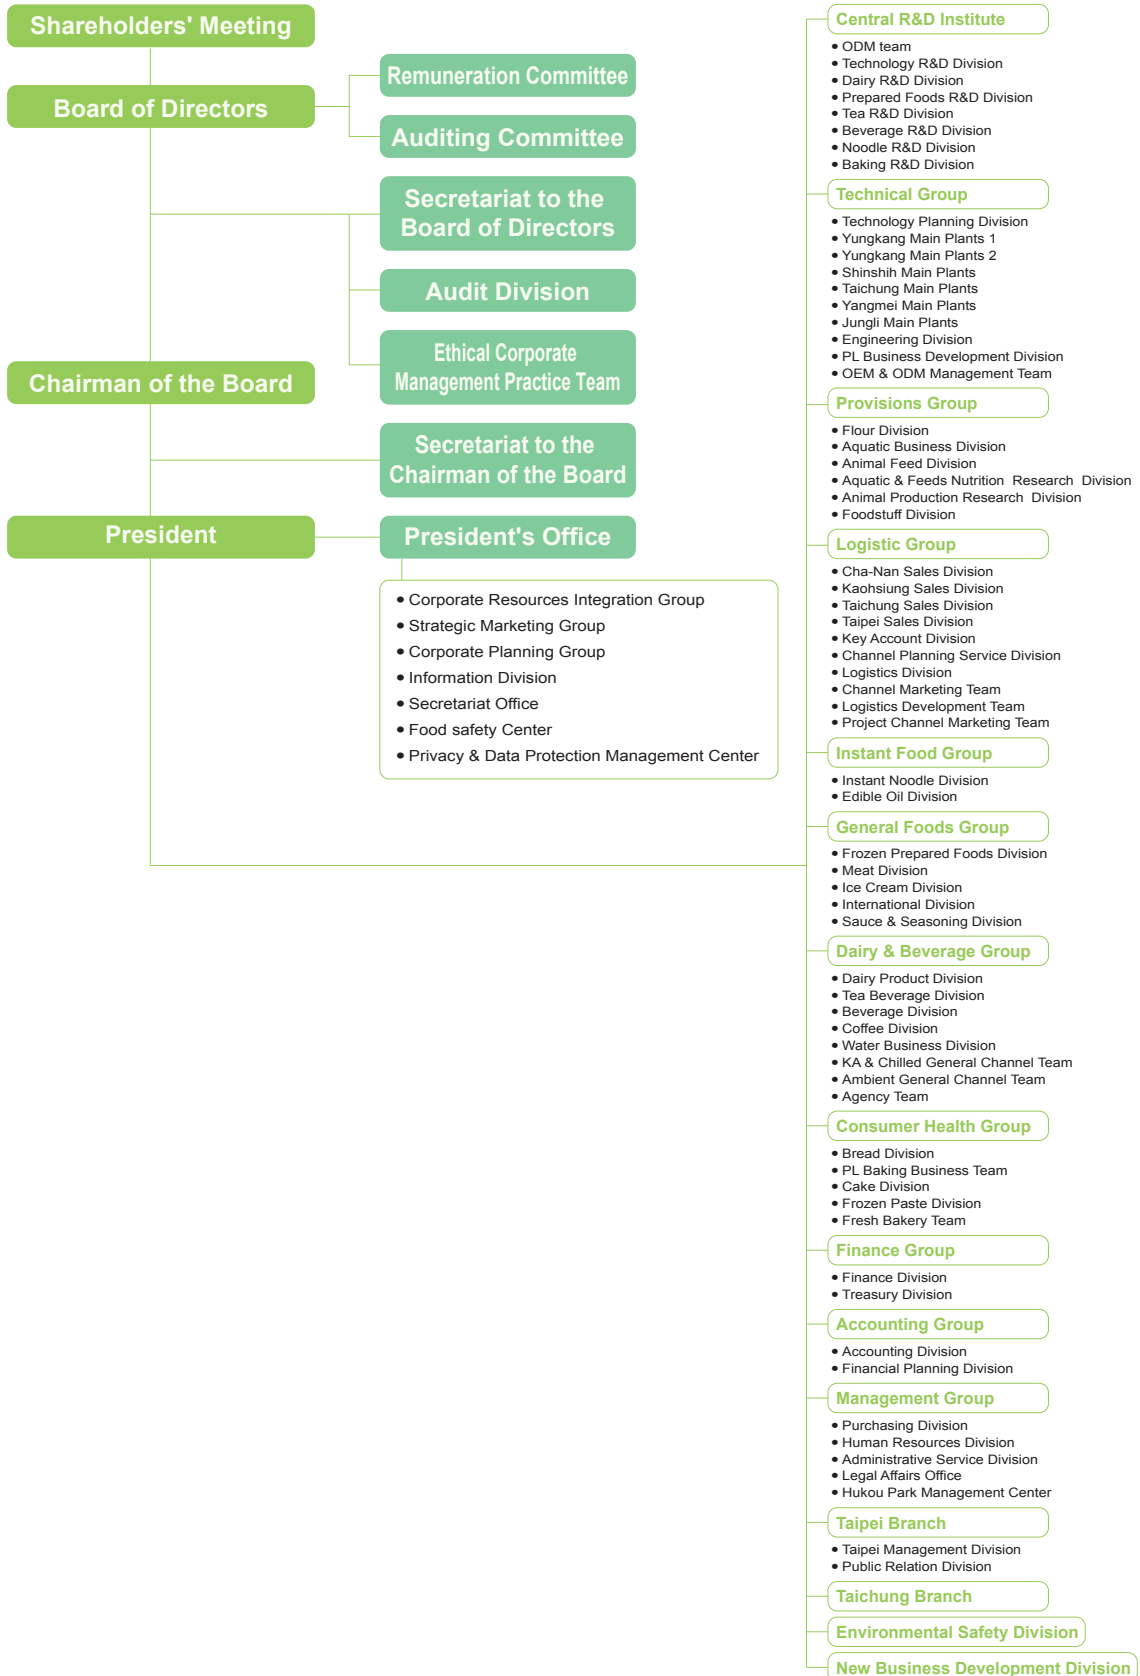 Shareholders' Meeting
Board of Directors
Remuneration Committee
Auditing Committee
Secretariat to the
Board of Directors
Audit Division
Ethical Corporate
Management Practice Team
Chairman of the Board
Secretariat to the
Chairman of the Board
President
President's Office
• Corporate Resources Integration Group
• Strategic Marketing Group
• Corporate Planning Group
• Information Division
• Secretariat Office
• Food safety Center
• Privacy & Data Protection Management Center
Central R&D Institute
• ODM team
• Technology R&D Division
• Dairy R&D Division
• Prepared Foods R&D Division
• Tea R&D Division
• Beverage R&D Division
• Noodle R&D Division
• Baking R&D Division
Technical Group
• Technology Planning Division
• Yungkang Main Plants 1
• Yungkang Main Plants 2
• Shinshih Main Plants
• Taichung Main Plants
• Yangmei Main Plants
• Jungli Main Plants
• Engineering Division
• PL Business Development Division
• OEM & ODM Management Team
Provisions Group
• Flour Division
• Aquatic Business Division
• Animal Feed Division
• Aquatic & Feeds Nutrition Research Division
• Animal Production Research Division
• Foodstuff Division
Logistic Group
• Cha-Nan Sales Division
• Kaohsiung Sales Division
• Taichung Sales Division
• Taipei Sales Division
• Key Account Division
• Channel Planning Service Division
• Logistics Division
• Channel Marketing Team
• Logistics Development Team
• Project Channel Marketing Team
Instant Food Group
• Instant Noodle Division
• Edible Oil Division
General Foods Group
• Frozen Prepared Foods Division
• Meat Division
• Ice Cream Division
• International Division
• Sauce & Seasoning Division
Dairy & Beverage Group
• Dairy Product Division
• Tea Beverage Division
• Beverage Division
• Coffee Division
• Water Business Division
• KA & Chilled General Channel Team
• Ambient General Channel Team
• Agency Team
Consumer Health Group
• Bread Division
• PL Baking Business Team
• Cake Division
• Frozen Paste Division
• Fresh Bakery Team
Finance Group
• Finance Division
• Treasury Division
Accounting Group
• Accounting Division
• Financial Planning Division
Management Group
• Purchasing Division
• Human Resources Division
• Administrative Service Division
• Legal Affairs Office
• Hukou Park Management Center
Taipei Branch
• Taipei Management Division
• Public Relation Division
Taichung Branch
Environmental Safety Division
New Business Development Division